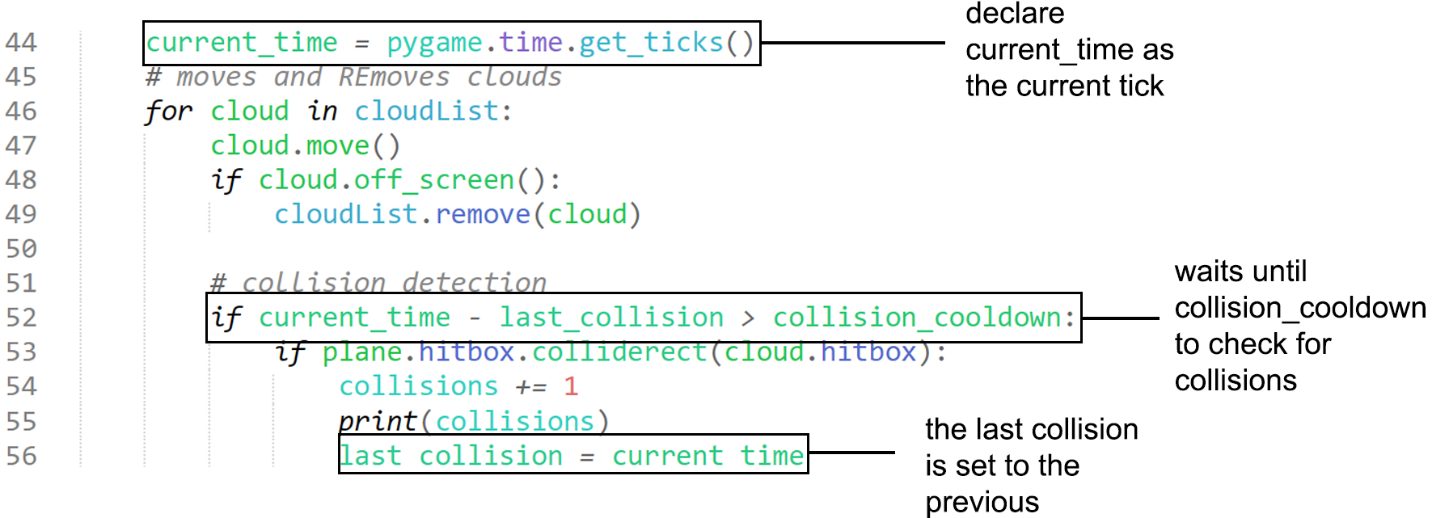 declare
44 current_time = pygame.time.get_ticks()
current_time as
the current tick
45 # moves and REmoves clouds
46 for cloud in cloudList:
47 cloud.move()
48 if cloud.off_screen():
49 cloudList.remove(cloud)
50
51 # collision detection
waits until
52 if current_time - last_collision > collision_cooldown:
collision_cooldown
to check for
collisions
53 if plane.hitbox.colliderect(cloud.hitbox):
54 collisions += 1
55 print(collisions)
56 last_collision = current_time
the last collision
is set to the
previous